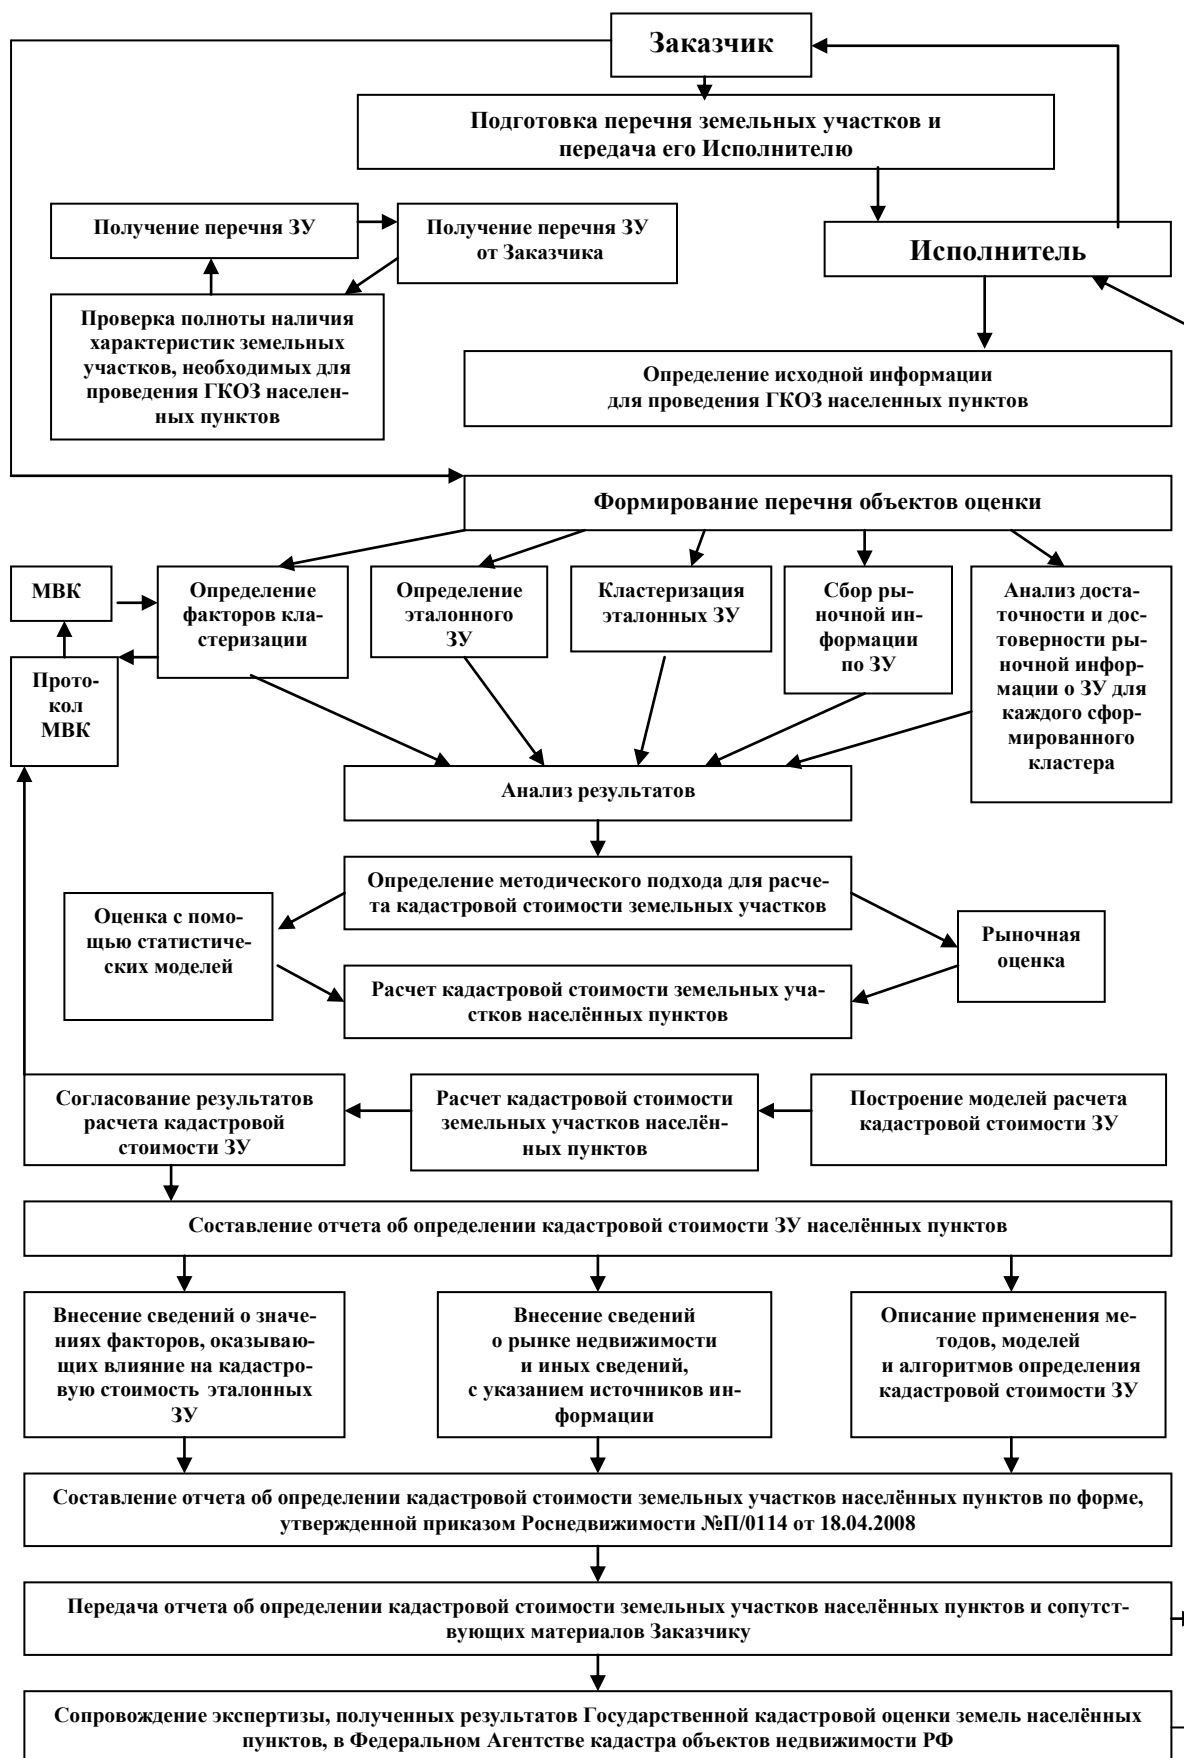 Заказчик
Подготовка перечня земельных участков и
передача его Исполнителю
Получение перечня ЗУ
Получение перечня ЗУ
от Заказчика
Исполнитель
Проверка полноты наличия
характеристик земельных
участков, необходимых для
проведения ГКОЗ населен-
ных пунктов
Определение исходной информации
для проведения ГКОЗ населенных пунктов
Формирование перечня объектов оценки
МВК
Определение
факторов кла-
стеризации
Определение
эталонного
ЗУ
Кластеризация
эталонных ЗУ
Сбор ры-
ночной ин-
формации
по ЗУ
Анализ доста-
точности и дос-
товерности ры-
ночной инфор-
мации о ЗУ для
каждого сфор-
мированного
кластера
Прото-
кол
МВК
Анализ результатов
Определение методического подхода для расче-
та кадастровой стоимости земельных участков
Оценка с помо-
щью статистиче-
ских моделей
Рыночная
оценка
Расчет кадастровой стоимости земельных уча-
стков населённых пунктов
Согласование результатов
расчета кадастровой
стоимости ЗУ
Расчет кадастровой стоимости
земельных участков населён-
ных пунктов
Построение моделей расчета
кадастровой стоимости ЗУ
Составление отчета об определении кадастровой стоимости ЗУ населённых пунктов
Внесение сведений о значе-
ниях факторов, оказываю-
щих влияние на кадастро-
вую стоимость эталонных
ЗУ
Внесение сведений
о рынке недвижимости
и иных сведений,
с указанием источников ин-
формации
Описание применения ме-
тодов, моделей
и алгоритмов определения
кадастровой стоимости ЗУ
Составление отчета об определении кадастровой стоимости земельных участков населённых пунктов по форме,
утвержденной приказом Роснедвижимости №П/0114 от 18.04.2008
Передача отчета об определении кадастровой стоимости земельных участков населённых пунктов и сопутст-
вующих материалов Заказчику
Сопровождение экспертизы, полученных результатов Государственной кадастровой оценки земель населённых
пунктов, в Федеральном Агентстве кадастра объектов недвижимости РФ